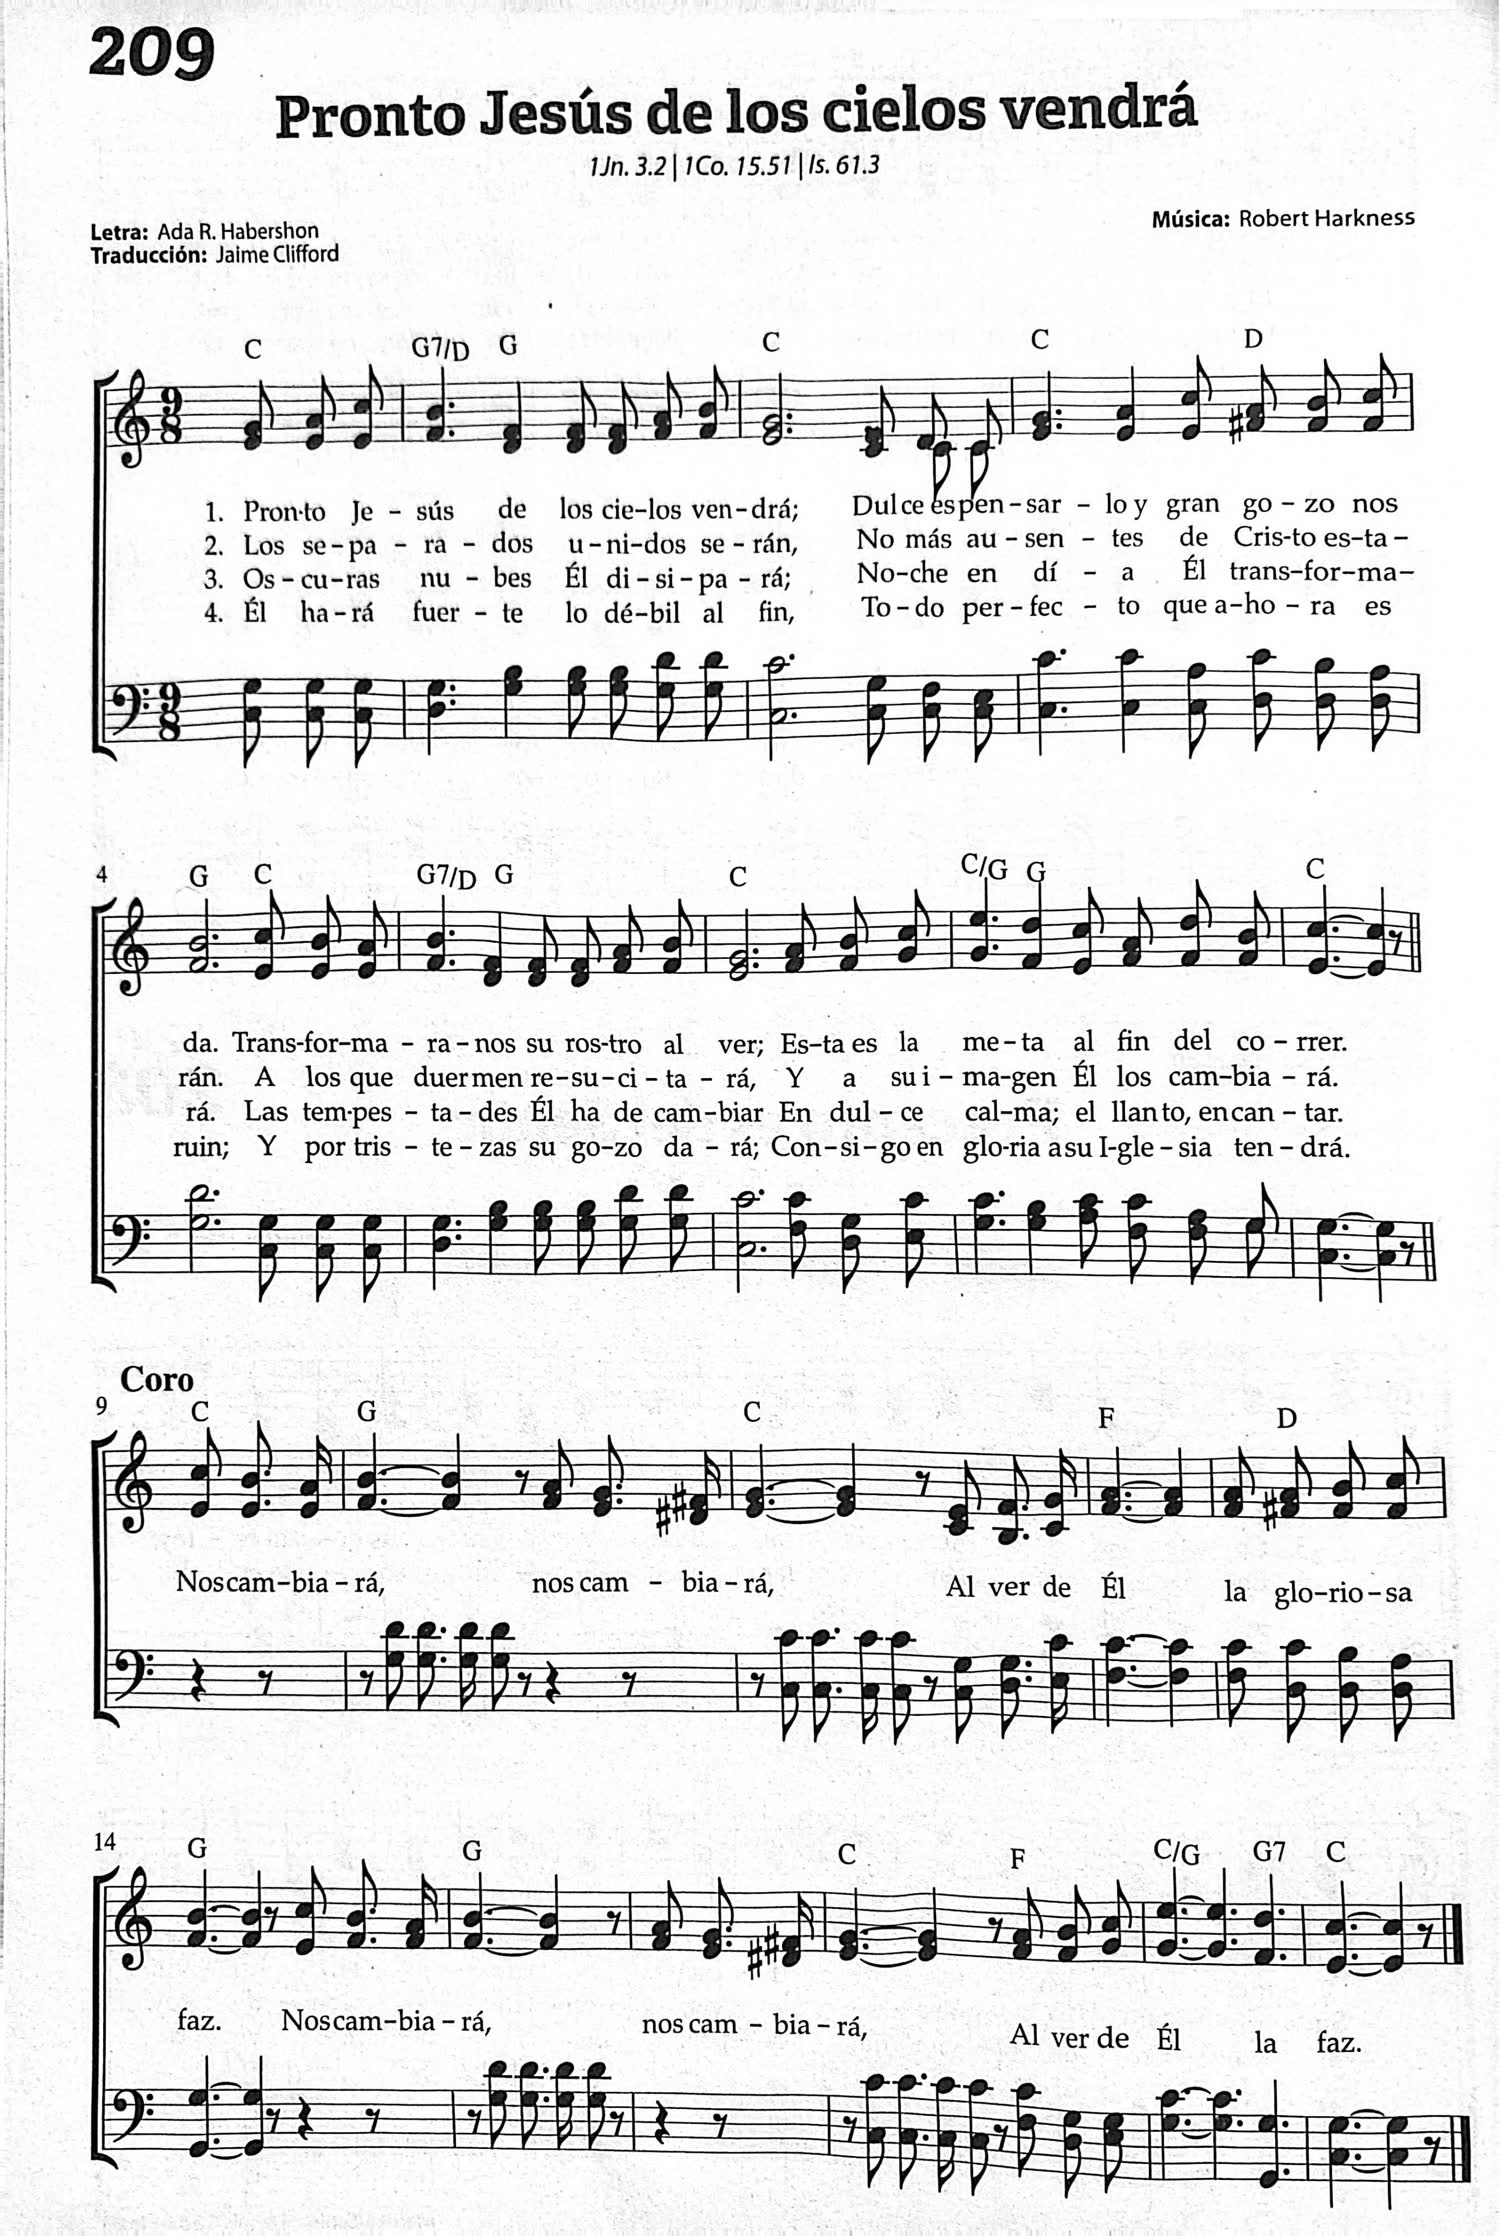 209
Pronto Jesús de los cielos vendrá
1Jn. 3.2 | 1Co. 15.51 | Is. 61.3
Letra: Ada R. Habershon
Traducción: Jaime Clifford
Música: Robert Harkness
C G7/D G C C D
9 8
1. Pron-to Je – sús de los cie-los ven-drá; Dul ce es pen-sar – lo y gran go – zo nos
2. Los se-pa – ra – dos u-ni-dos se – rán, No más au – sen – tes de Cris-to es-ta –
3. Os-cu-ras nu – bes Él di-si-pa-rá; No-che en dí – a Él trans-for-ma–
4. Él ha-rá fuer – te lo dé-bil al fin, To-do per-fec – to que a-ho – ra es
9 8
4 G C G7/D G C C/G G C
da. Trans-for-ma – ra-nos su ros-tro al ver; Es-ta es la me-ta al fin del co – rrer.
rán. A los que duer men re-su-ci-ta – rá, Y a su i – ma-gen Él los cam-bia – rá.
rá. Las tem-pes – ta-des Él ha de cam-biar En dul – ce cal-ma; el llan to, en can – tar.
ruin; Y por tris – te-zas su go-zo da – rá; Con-si-go en glo-ria a su I-gle-sia ten – drá.
Coro
9 C G C F D
Nos cam-bia – rá, nos cam – bia – rá, Al ver de Él la glo-rio-sa
14 G G C F C/G G7 C
faz. Nos cam-bia – rá, nos cam – bia – rá, Al ver de Él la faz.